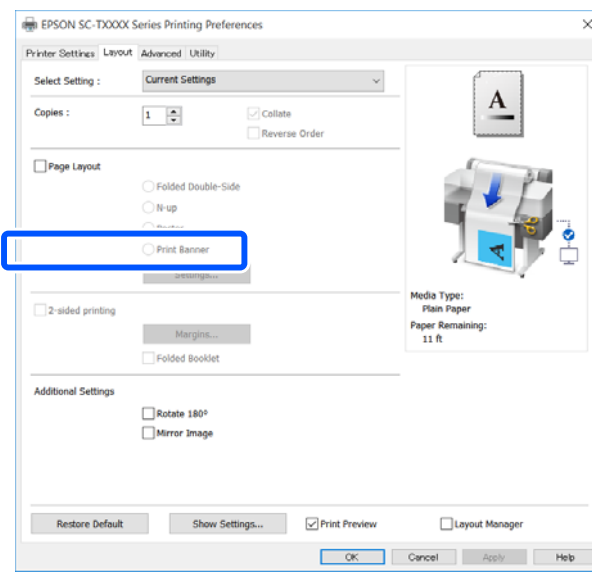 EPSON SC-TXXXX Series Printing Preferences
Printer Settings Layout Advanced Utility
Select Setting : Current Settings
Copies : 1 Collate
Reverse Order
Page Layout
Folded Double-Side
N-up
Print Banner
Settings...
2-sided printing
Margins...
Folded Booklet
Additional Settings
Rotate 180°
Mirror Image
A
A
Media Type:
Plain Paper
Paper Remaining:
11 ft
Restore Default Show Settings... Print Preview Layout Manager
OK Cancel Apply Help